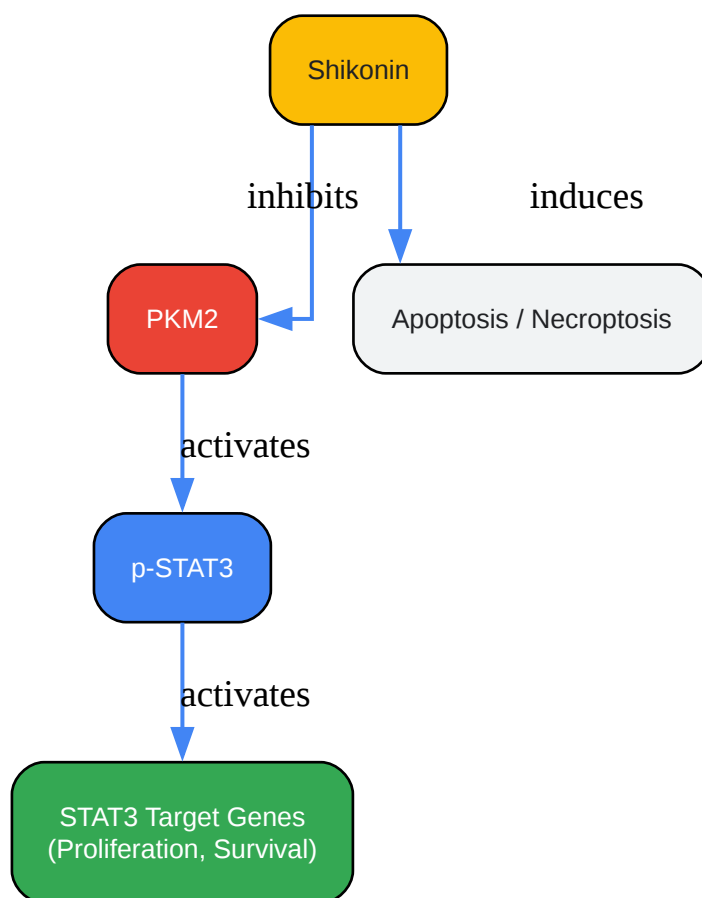 Shikonin
inhibits
induces
PKM2
Apoptosis / Necroptosis
activates
p-STAT3
activates
STAT3 Target Genes
(Proliferation, Survival)